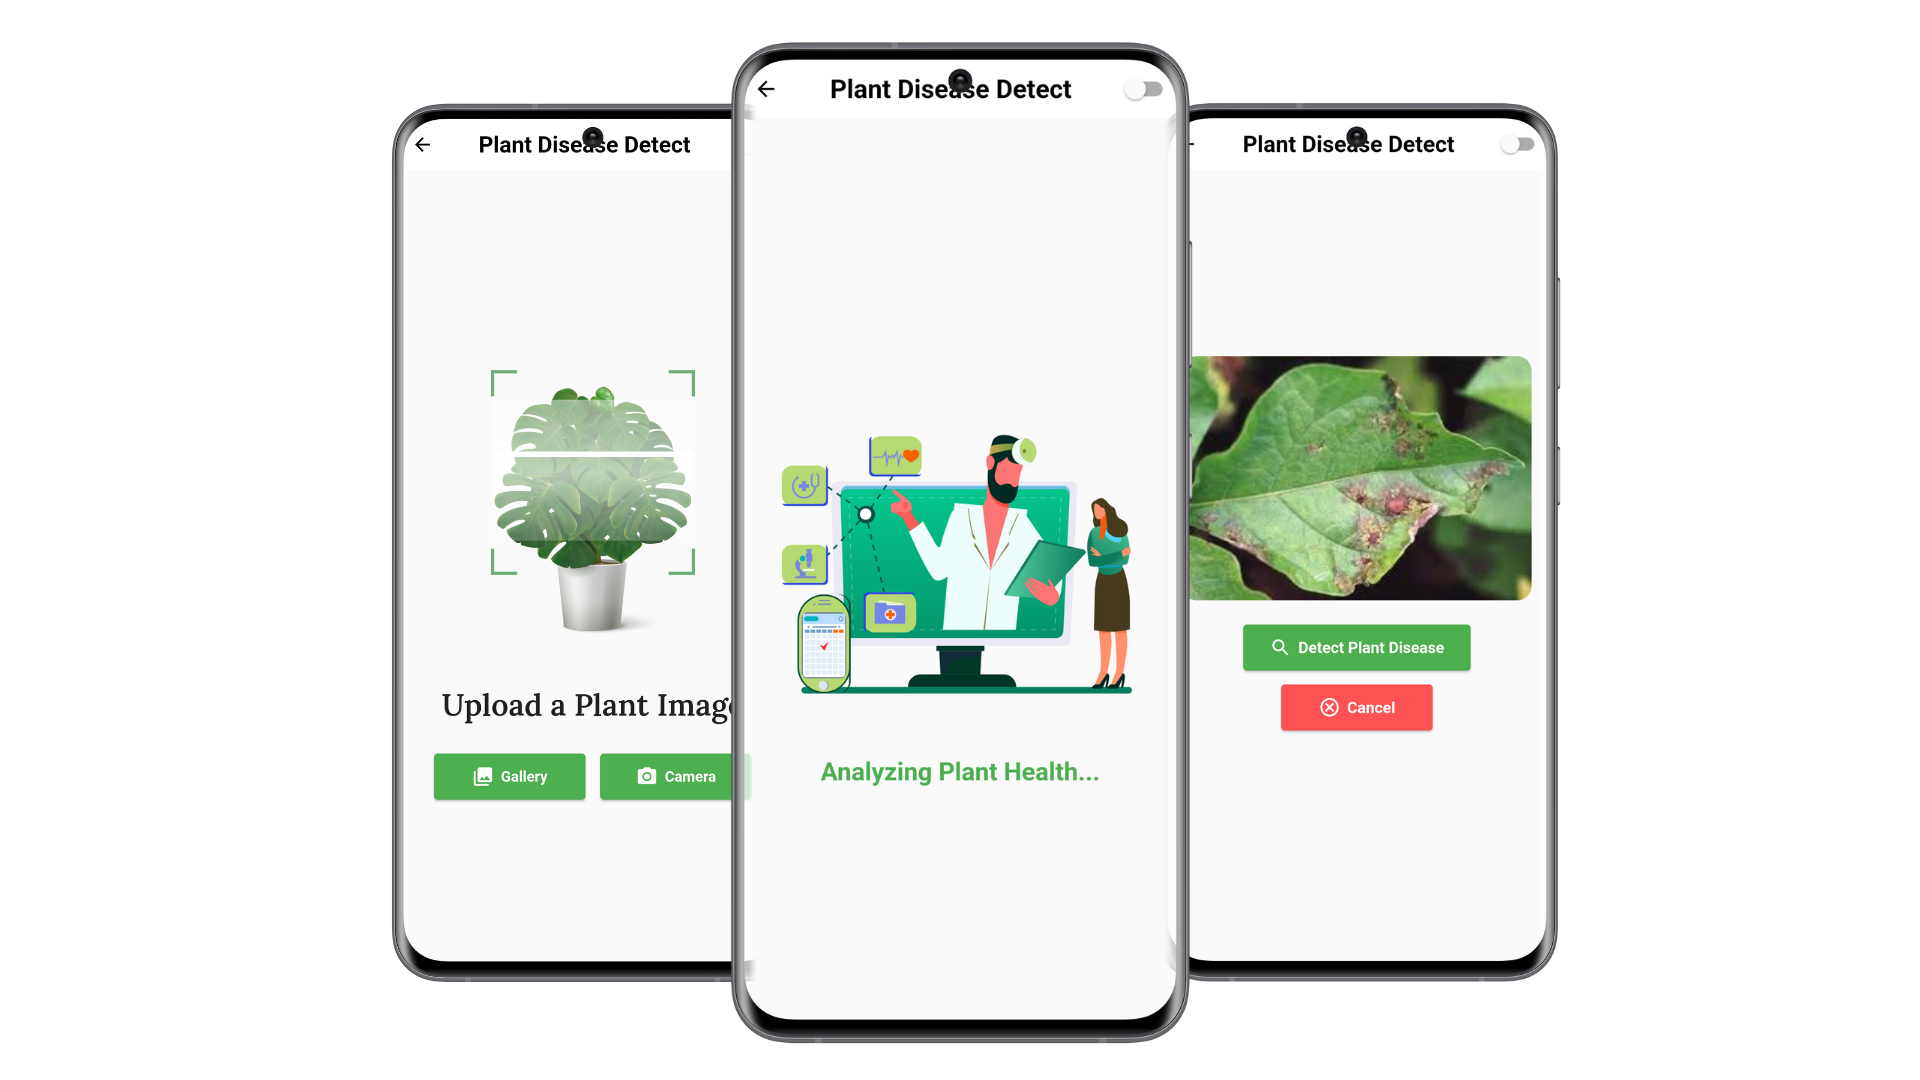 Plant Disease Detect
Upload a Plant Image
Gallery
Camera
Plant Disease Detect
Analyzing Plant Health...
Plant Disease Detect
Detect Plant Disease
Cancel